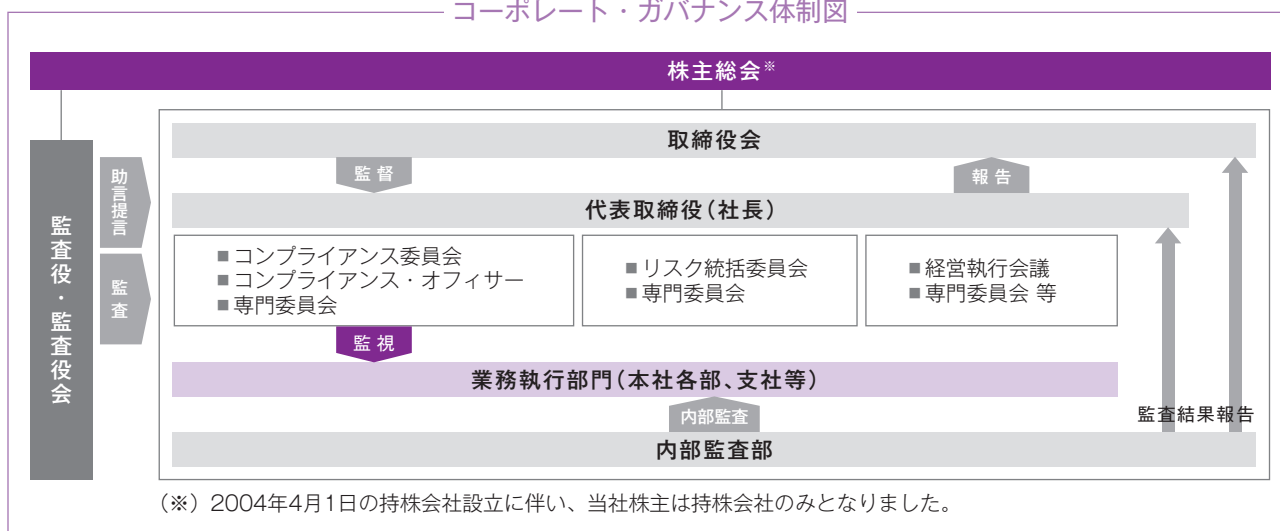 コーポレート・ガバナンス体制図
株主総会※
取締役会
監督
報告
代表取締役（社長）
監査役・監査役会
助言提言
監査
■コンプライアンス委員会
■コンプライアンス・オフィサー
■専門委員会
■リスク統括委員会
■専門委員会
■経営執行会議
■専門委員会 等
監視
業務執行部門（本社各部、支社等）
内部監査
監査結果報告
内部監査部
（※）2004年4月1日の持株会社設立に伴い、当社株主は持株会社のみとなりました。